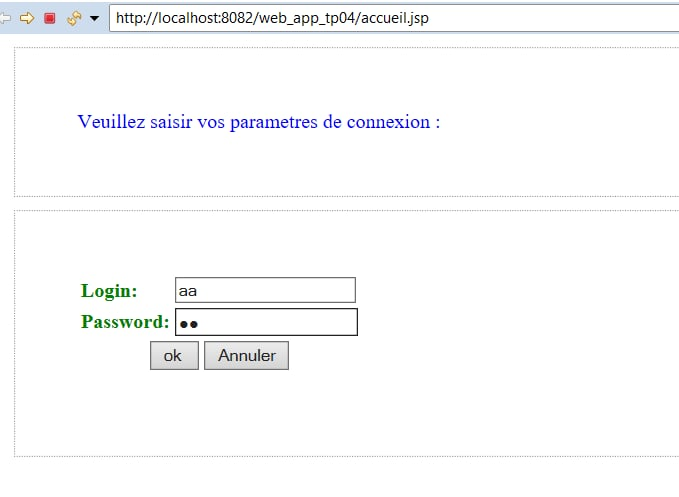 http://localhost:8082/web_app_tp04/accueil.jsp
Veuillez saisir vos parametres de connexion :
Login: aa
Password: ●●
ok Annuler